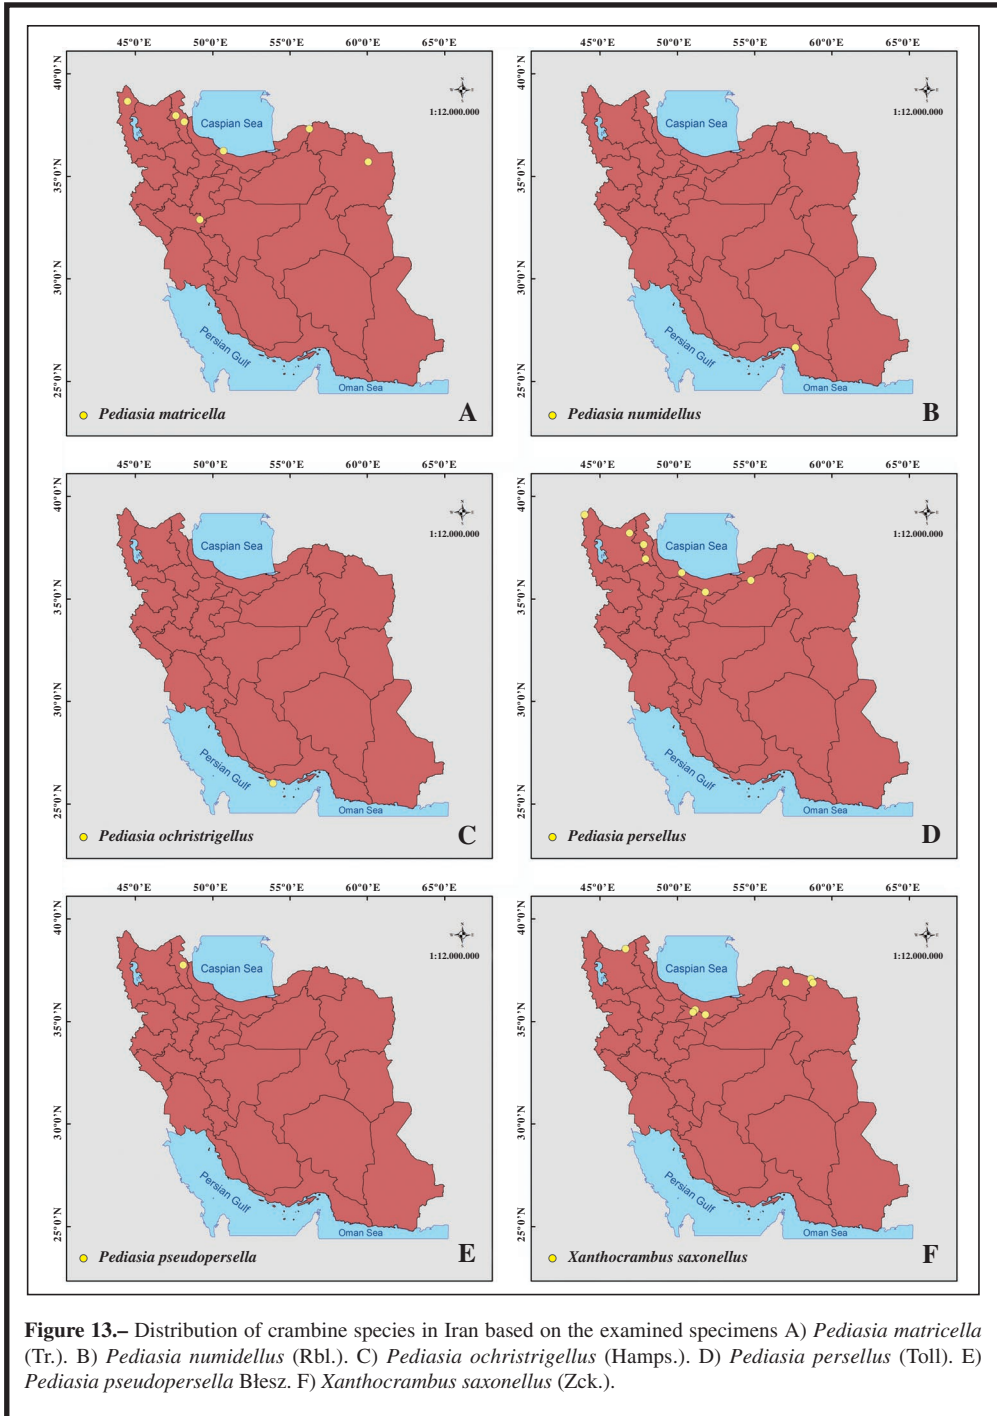 45°0'E 50°0'E 55°0'E 60°0'E 65°0'E
40°0'N
35°0'N
30°0'N
25°0'N
N
W E
S
1:12.000.000
Caspian Sea
Persian Gulf
Oman Sea
Pediasia matricella
A
45°0'E 50°0'E 55°0'E 60°0'E 65°0'E
40°0'N
35°0'N
30°0'N
25°0'N
N
W E
S
1:12.000.000
Caspian Sea
Persian Gulf
Oman Sea
Pediasia numidellus
B
45°0'E 50°0'E 55°0'E 60°0'E 65°0'E
40°0'N
35°0'N
30°0'N
25°0'N
N
W E
S
1:12.000.000
Caspian Sea
Persian Gulf
Oman Sea
Pediasia ochristrigellus
C
45°0'E 50°0'E 55°0'E 60°0'E 65°0'E
40°0'N
35°0'N
30°0'N
25°0'N
N
W E
S
1:12.000.000
Caspian Sea
Persian Gulf
Oman Sea
Pediasia persellus
D
45°0'E 50°0'E 55°0'E 60°0'E 65°0'E
40°0'N
35°0'N
30°0'N
25°0'N
N
W E
S
1:12.000.000
Caspian Sea
Persian Gulf
Oman Sea
Pediasia pseudopersella
E
45°0'E 50°0'E 55°0'E 60°0'E 65°0'E
40°0'N
35°0'N
30°0'N
25°0'N
N
W E
S
1:12.000.000
Caspian Sea
Persian Gulf
Oman Sea
Xanthocrambus saxonellus
F
Figure 13.– Distribution of crambine species in Iran based on the examined specimens A) Pediasia matricella
(Tr.). B) Pediasia numidellus (Rbl.). C) Pediasia ochristrigellus (Hamps.). D) Pediasia persellus (Toll). E)
Pediasia pseudopersella Błesz. F) Xanthocrambus saxonellus (Zck.).